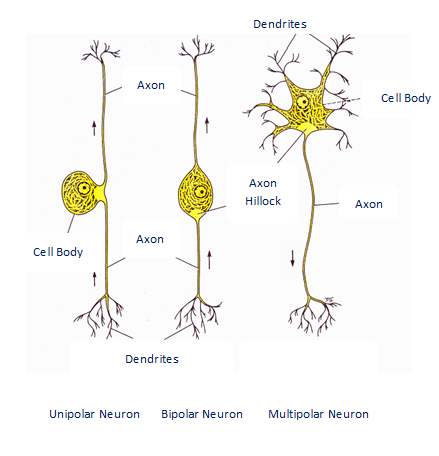 Dendrites
Axon
Cell Body
Axon
Hillock
Axon
Axon
Cell Body
Dendrites
Unipolar Neuron
Bipolar Neuron
Multipolar Neuron